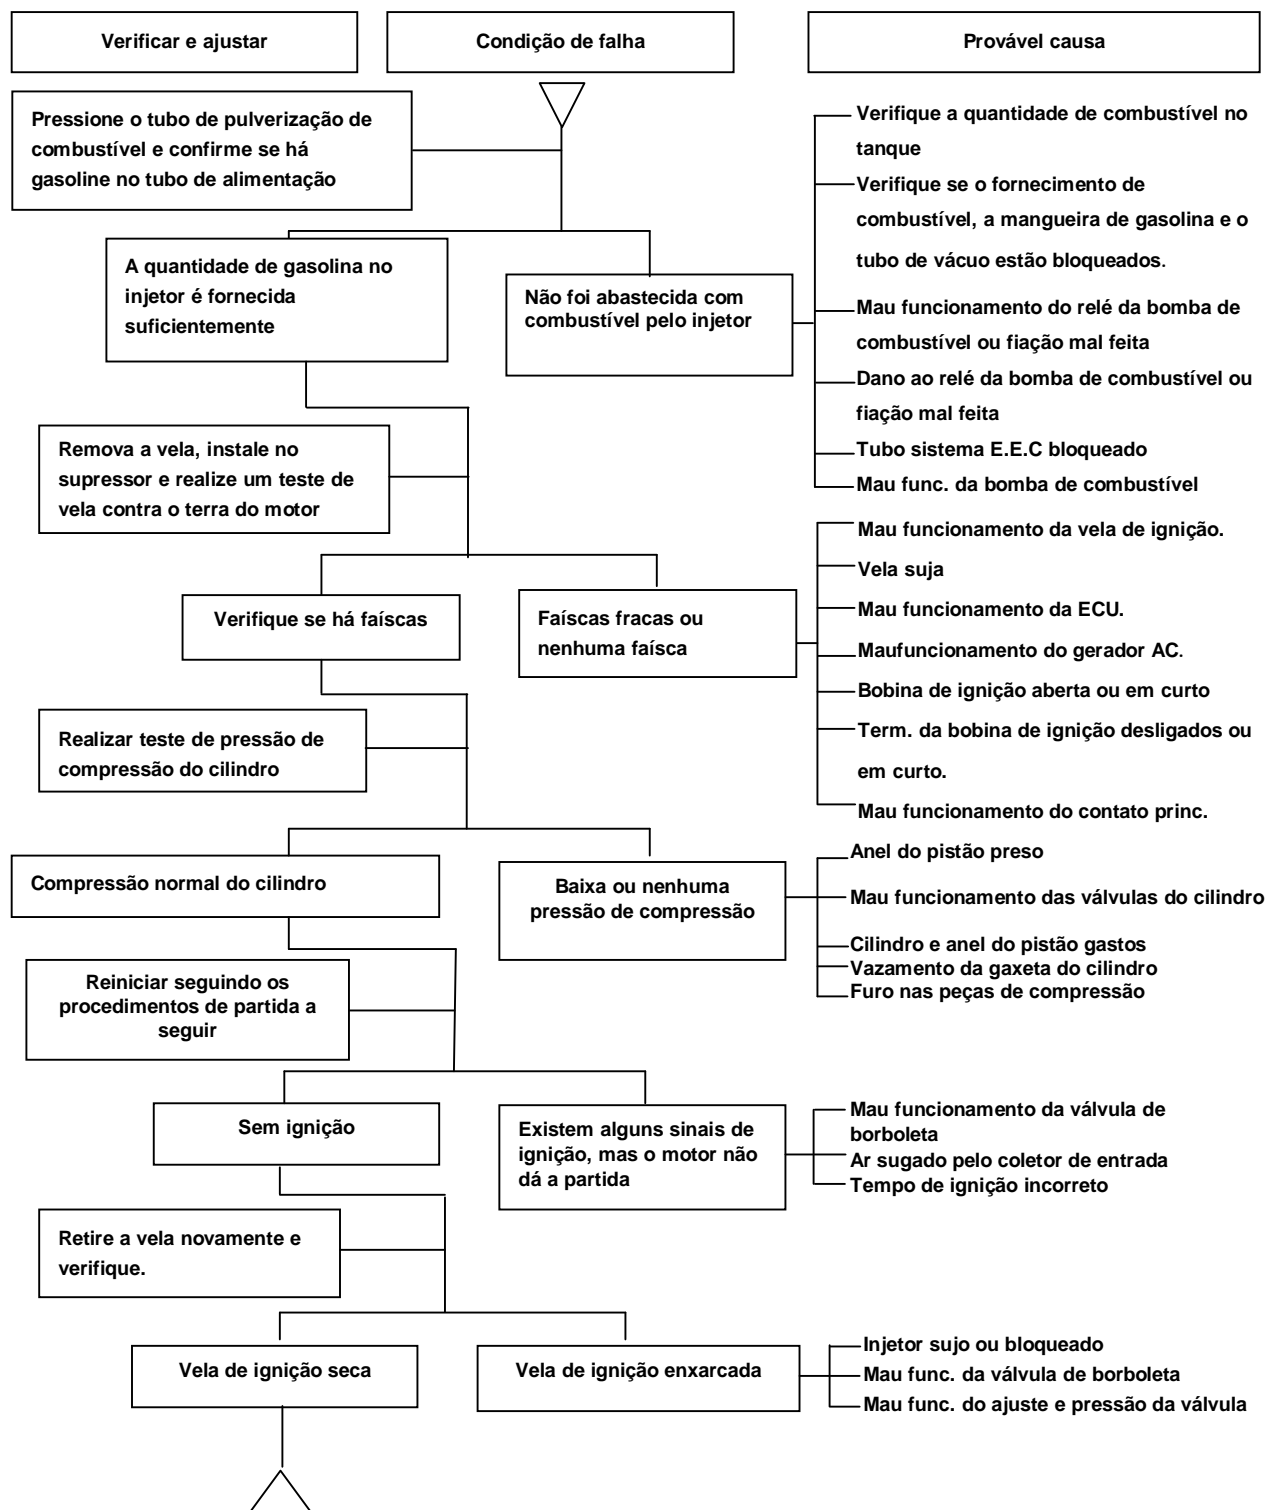 Verificar e ajustar
Condição de falha
Provável causa
Pressione o tubo de pulverização de
combustível e confirme se há
gasoline no tubo de alimentação
Verifique a quantidade de combustível no
tanque
Verifique se o fornecimento de
combustível, a mangueira de gasolina e o
tubo de vácuo estão bloqueados.
Mau funcionamento do relé da bomba de
combustível ou fiação mal feita
Dano ao relé da bomba de combustível ou
fiação mal feita
Tubo sistema E.E.C bloqueado
Mau func. da bomba de combustível
A quantidade de gasolina no
injetor é fornecida
suficientemente
Não foi abastecida com
combustível pelo injetor
Remova a vela, instale no
supressor e realize um teste de
vela contra o terra do motor
Mau funcionamento da vela de ignição.
Vela suja
Mau funcionamento da ECU.
Maufuncionamento do gerador AC.
Bobina de ignição aberta ou em curto
Term. da bobina de ignição desligados ou
em curto.
Mau funcionamento do contato princ.
Verifique se há faíscas
Faíscas fracas ou
nenhuma faísca
Realizar teste de pressão de
compressão do cilindro
Compressão normal do cilindro
Baixa ou nenhuma
pressão de compressão
Anel do pistão preso
Mau funcionamento das válvulas do cilindro
Cilindro e anel do pistão gastos
Vazamento da gaxeta do cilindro
Furo nas peças de compressão
Reiniciar seguindo os
procedimentos de partida a
seguir
Sem ignição
Existem alguns sinais de
ignição, mas o motor não
dá a partida
Mau funcionamento da válvula de
borboleta
Ar sugado pelo coletor de entrada
Tempo de ignição incorreto
Retire a vela novamente e
verifique.
Vela de ignição seca
Vela de ignição enxarcada
Injetor sujo ou bloqueado
Mau func. da válvula de borboleta
Mau func. do ajuste e pressão da válvula